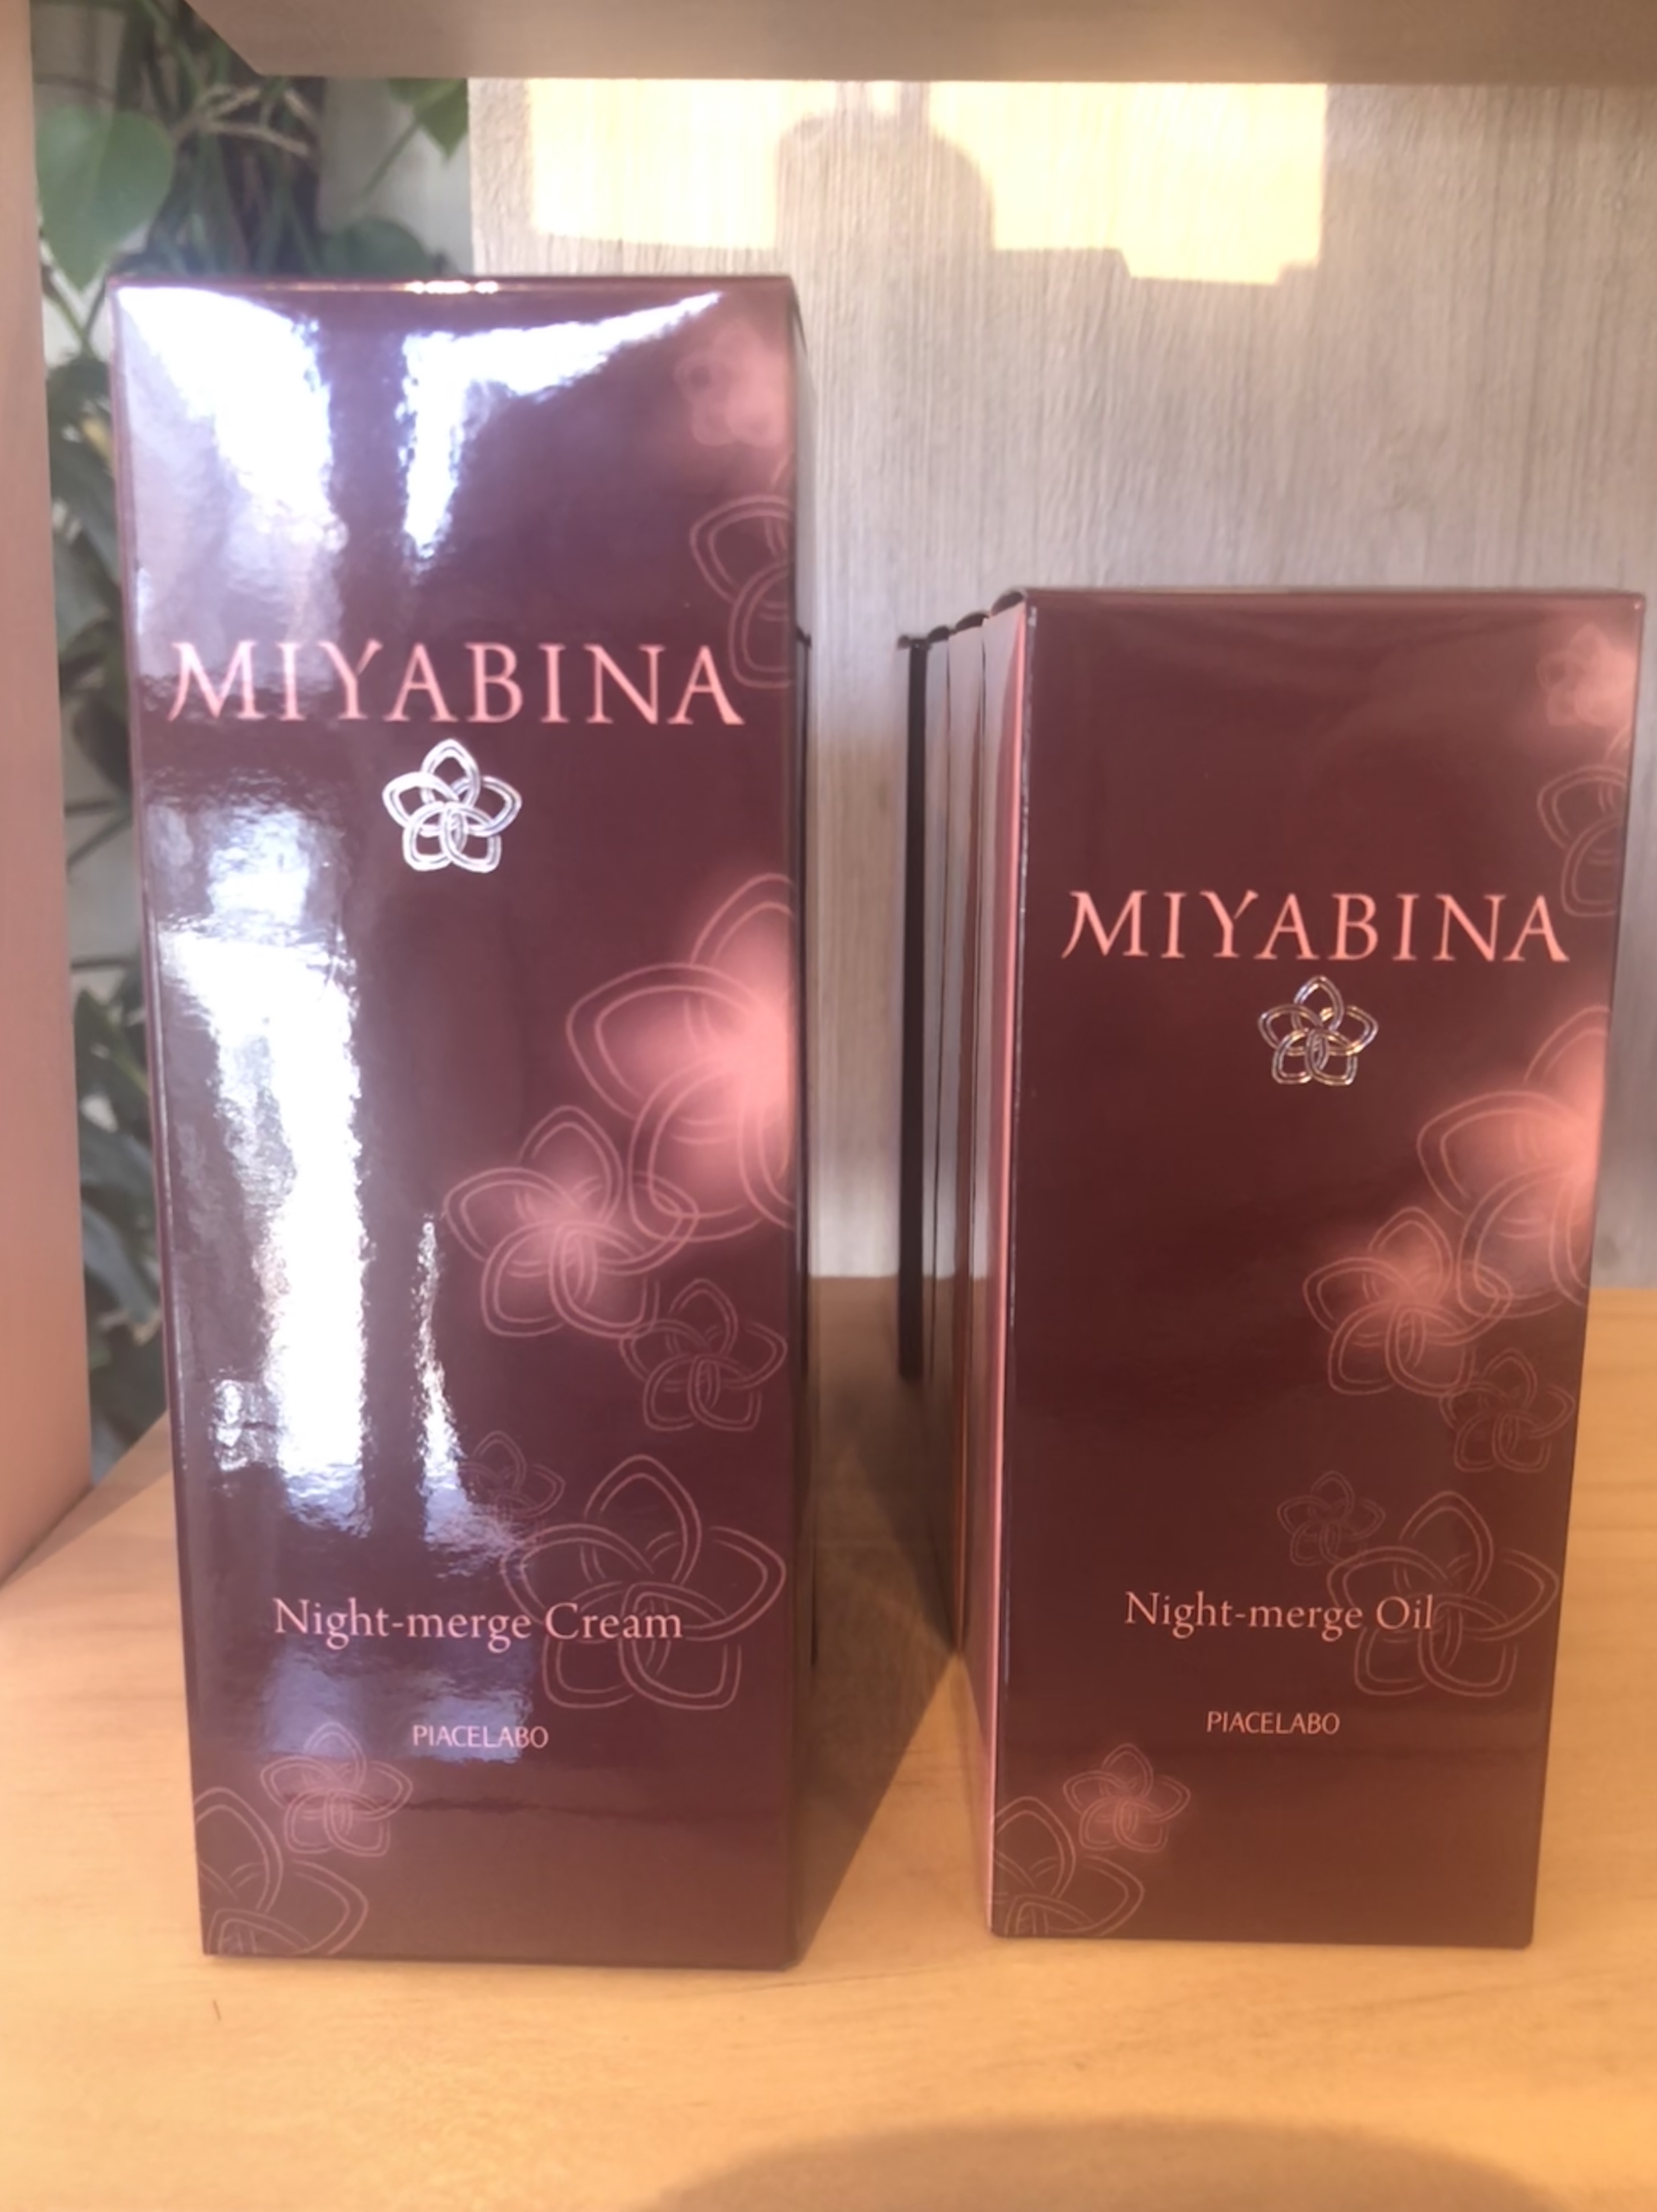 MIYABINA
Night-merge Cream
PIACELABO
MIYABINA
Night-merge Oil
PIACELABO